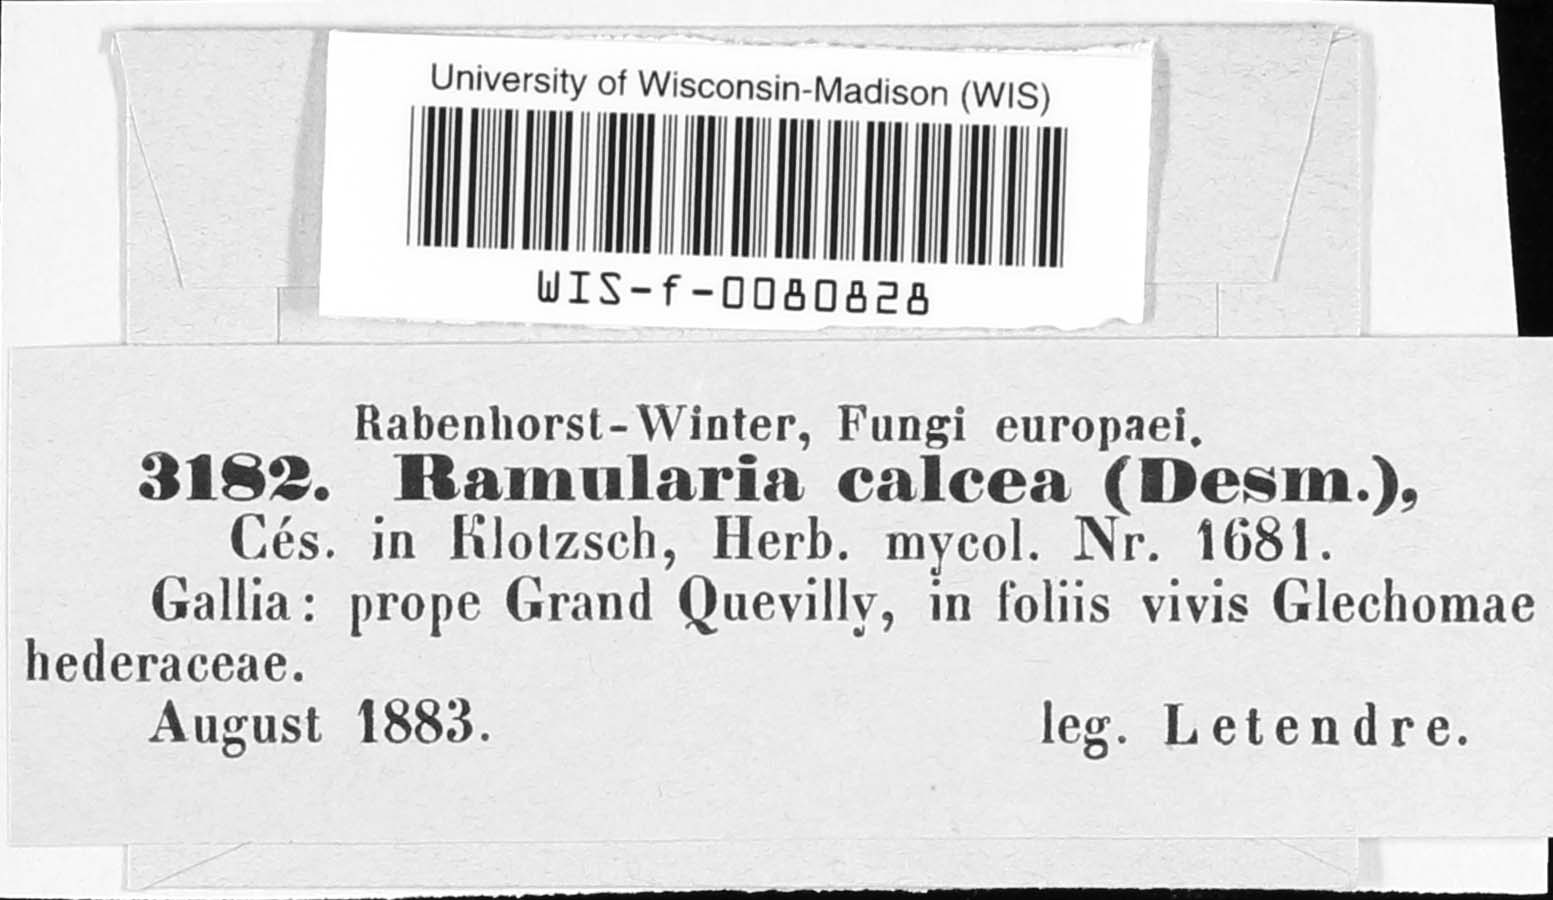 University of Wisconsin-Madison (WIS)
WIS-f-0080828
Rabenhorst-Winter, Fungi europaei.
3182. Ramularia calcea (Desm.),
Cés. in Klotzsch, Herb. mycol. Nr. 1681.
Gallia: prope Grand Quevilly, in foliis vivis Glechomae
hederaceae.
August 1883.
leg. Letendre.